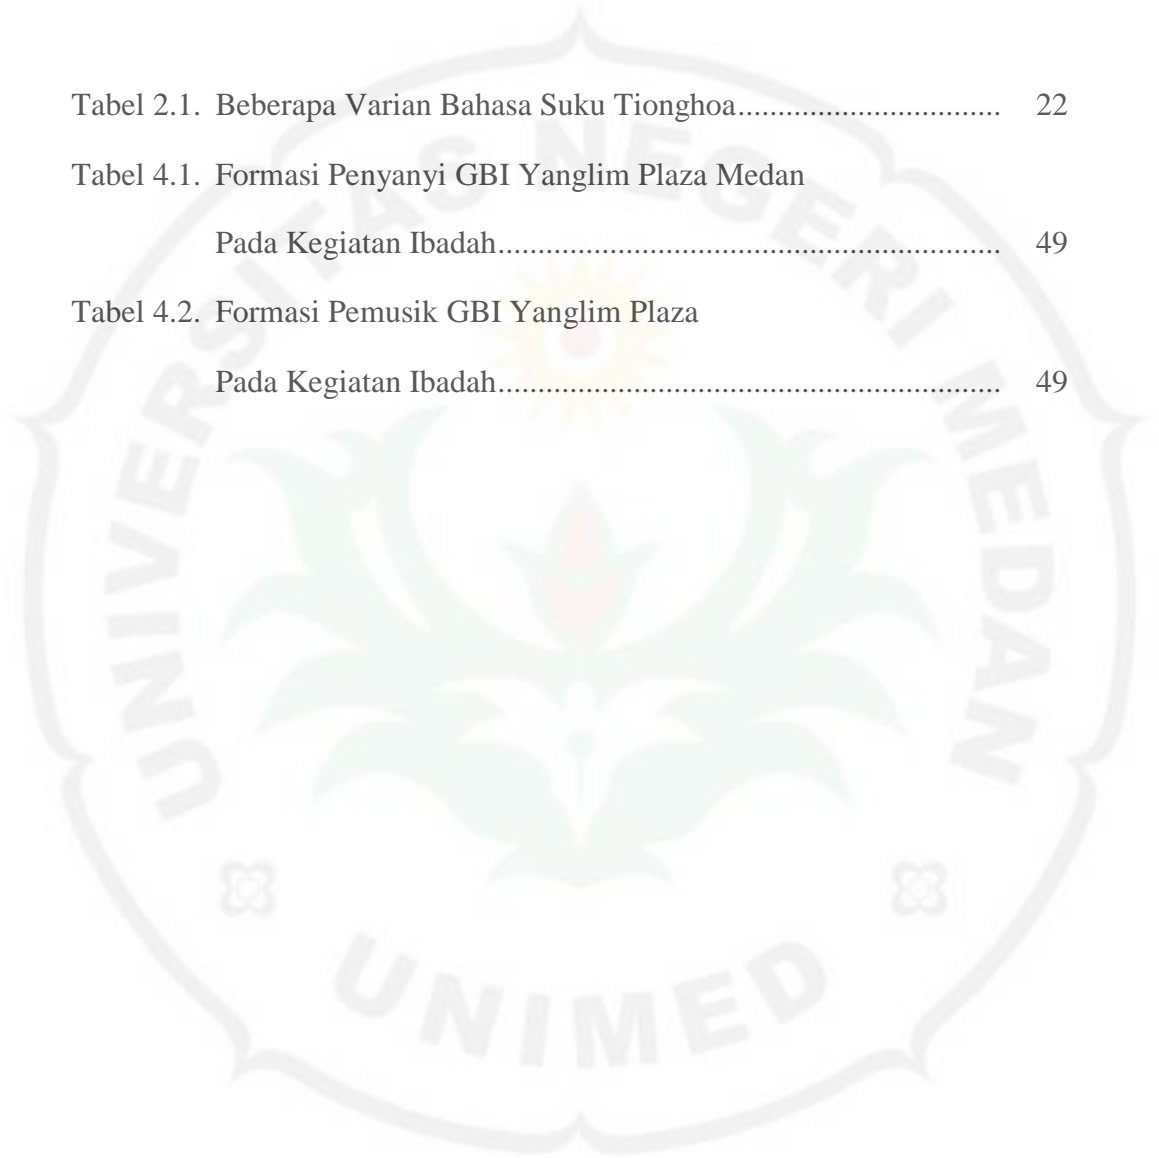 Tabel 2.1. Beberapa Varian Bahasa Suku Tionghoa................................. 22
Tabel 4.1. Formasi Penyanyi GBI Yanglim Plaza Medan
Pada Kegiatan Ibadah............................................................... 49
Tabel 4.2. Formasi Pemusik GBI Yanglim Plaza
Pada Kegiatan Ibadah............................................................... 49
UNIVERSITAS NEGERI MEDAN
UNIMED